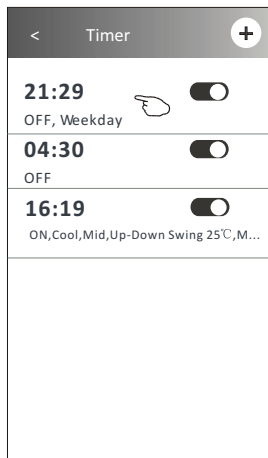 < Timer +
21:29
OFF, Weekday
04:30
OFF
16:19
ON,Cool,Mid,Up-Down Swing 25℃,M...